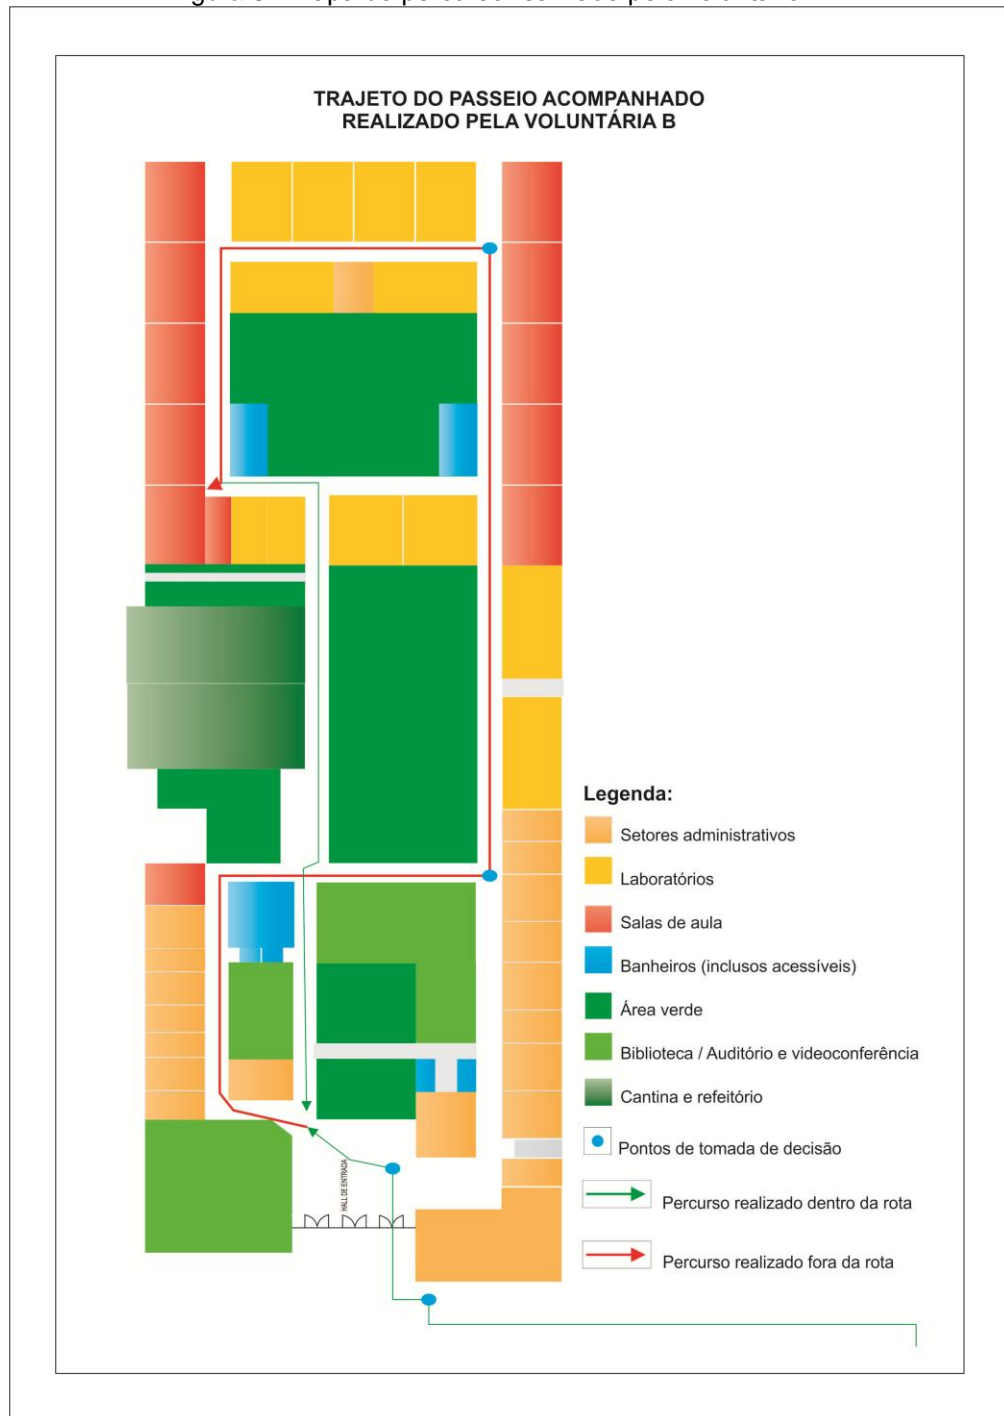 TRAJETO DO PASSEIO ACOMPANHADO
REALIZADO PELA VOLUNTÁRIA B
Legenda:
Setores administrativos
Laboratórios
Salas de aula
Banheiros (inclusos acessíveis)
Área verde
Biblioteca / Auditório e videoconferência
Cantina e refeitório
Pontos de tomada de decisão
Percurso realizado dentro da rota
Percurso realizado fora da rota
HALL DE ENTRADA